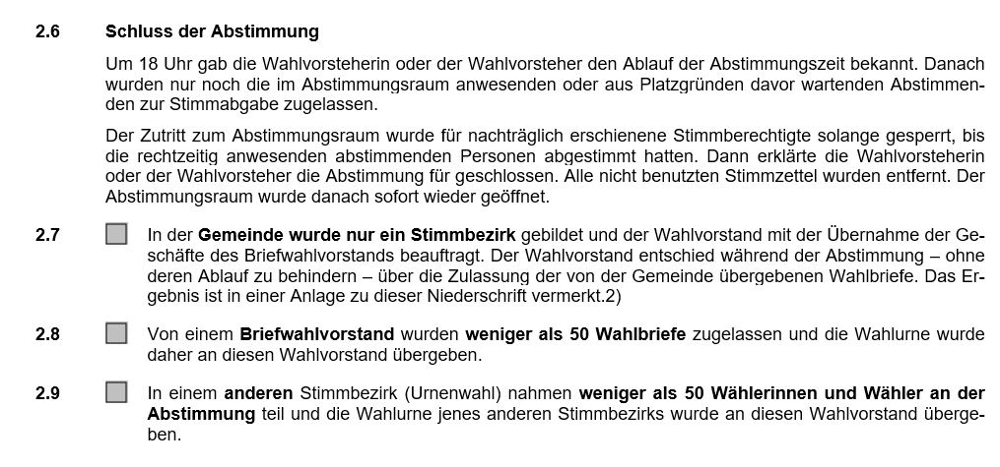 2.6 Schluss der Abstimmung
Um 18 Uhr gab die Wahlvorsteherin oder der Wahlvorsteher den Ablauf der Abstimmungszeit bekannt. Danach
wurden nur noch die im Abstimmungsraum anwesenden oder aus Platzgründen davor wartenden Abstimmen-
den zur Stimmabgabe zugelassen.
Der Zutritt zum Abstimmungsraum wurde für nachträglich erschienene Stimmberechtigte solange gesperrt, bis
die rechtzeitig anwesenden abstimmenden Personen abgestimmt hatten. Dann erklärte die Wahlvorsteherin
oder der Wahlvorsteher die Abstimmung für geschlossen. Alle nicht benutzten Stimmzettel wurden entfernt. Der
Abstimmungsraum wurde danach sofort wieder geöffnet.
2.7 In der Gemeinde wurde nur ein Stimmbezirk gebildet und der Wahlvorstand mit der Übernahme der Ge-
schäfte des Briefwahlvorstands beauftragt. Der Wahlvorstand entschied während der Abstimmung – ohne
deren Ablauf zu behindern – über die Zulassung der von der Gemeinde übergebenen Wahlbriefe. Das Er-
gebnis ist in einer Anlage zu dieser Niederschrift vermerkt.2)
2.8 Von einem Briefwahlvorstand wurden weniger als 50 Wahlbriefe zugelassen und die Wahlurne wurde
daher an diesen Wahlvorstand übergeben.
2.9 In einem anderen Stimmbezirk (Urnenwahl) nahmen weniger als 50 Wählerinnen und Wähler an der
Abstimmung teil und die Wahlurne jenes anderen Stimmbezirks wurde an diesen Wahlvorstand überge-
ben.